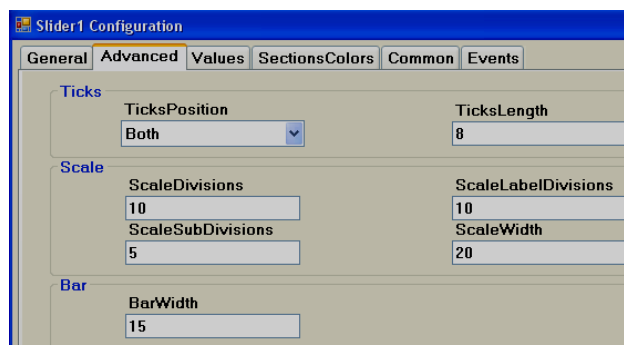 Slider1 Configuration
General Advanced Values SectionsColors Common Events
Ticks
TicksPosition TicksLength
Both 8
Scale
ScaleDivisions ScaleLabelDivisions
10 10
ScaleSubDivisions ScaleWidth
5 20
Bar
BarWidth
15